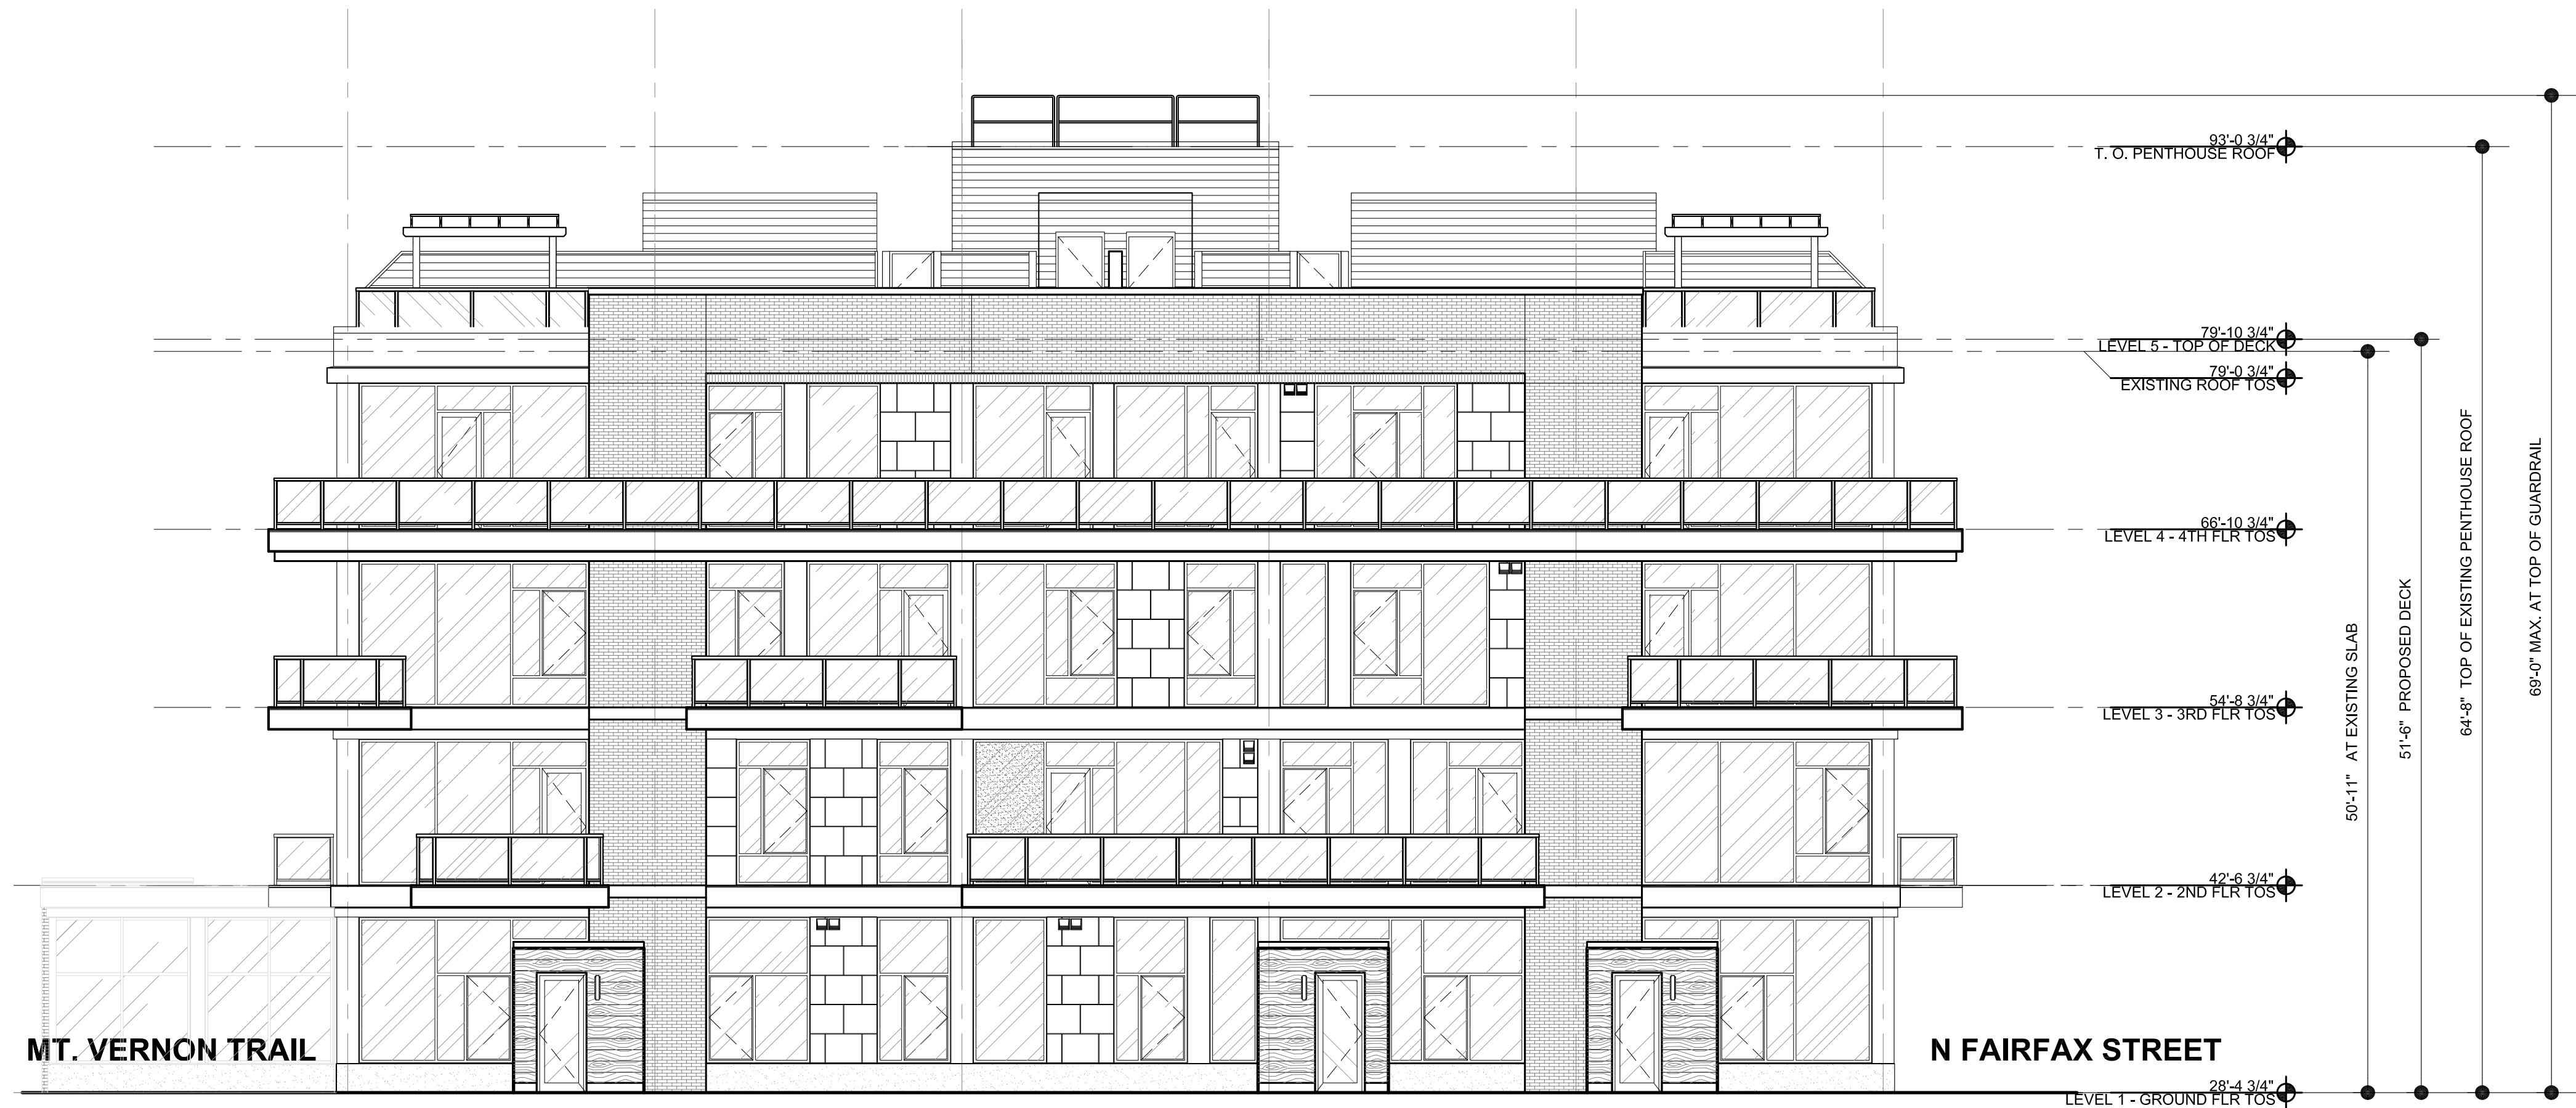 93'-0 3/4"
T. O. PENTHOUSE ROOF
79'-10 3/4"
LEVEL 5 - TOP OF DECK
79'-0 3/4"
EXISTING ROOF TOS
66'-10 3/4"
LEVEL 4 - 4TH FLR TOS
54'-8 3/4"
LEVEL 3 - 3RD FLR TOS
42'-6 3/4"
LEVEL 2 - 2ND FLR TOS
28'-4 3/4"
LEVEL 1 - GROUND FLR TOS
50'-11" AT EXISTING SLAB
51'-6" PROPOSED DECK
64'-8" TOP OF EXISTING PENTHOUSE ROOF
69'-0" MAX. AT TOP OF GUARDRAIL
MT. VERNON TRAIL
N FAIRFAX STREET